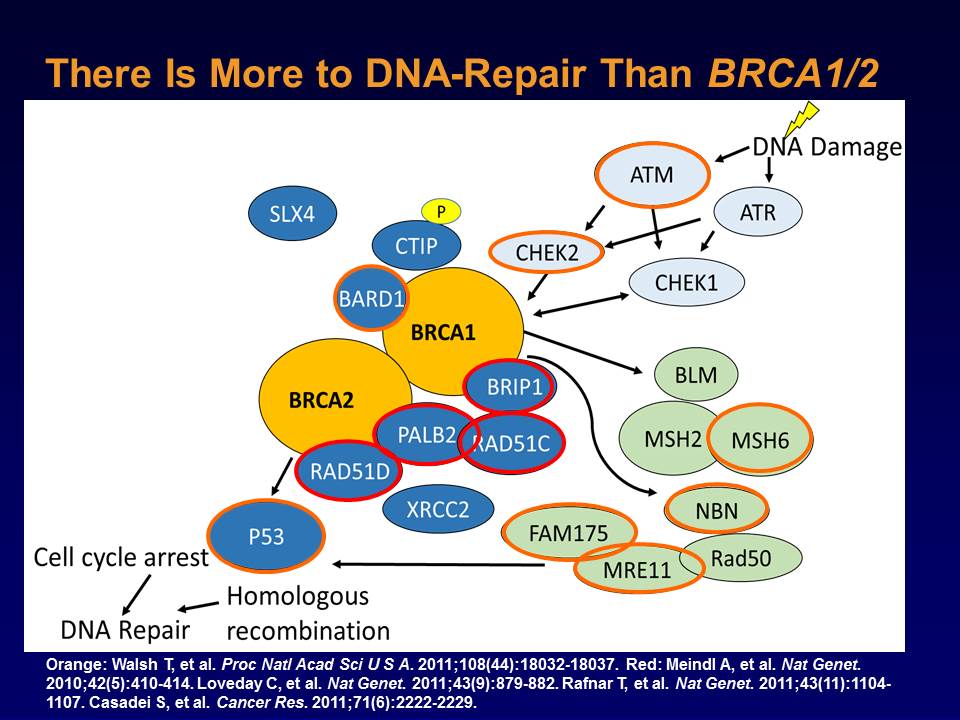 There Is More to DNA-Repair Than BRCA1/2
DNA Damage
ATM
ATR
SLX4
P
CTIP
CHEK2
CHEK1
BARD1
BRCA1
BLM
BRIP1
BRCA2
PALB2
RAD51C
MSH2
MSH6
RAD51D
XRCC2
NBN
P53
FAM175
Rad50
MRE11
Cell cycle arrest
Homologous
recombination
DNA Repair
Orange: Walsh T, et al. Proc Natl Acad Sci U S A. 2011;108(44):18032-18037. Red: Meindl A, et al. Nat Genet.
2010;42(5):410-414. Loveday C, et al. Nat Genet. 2011;43(9):879-882. Rafnar T, et al. Nat Genet. 2011;43(11):1104-
1107. Casadei S, et al. Cancer Res. 2011;71(6):2222-2229.